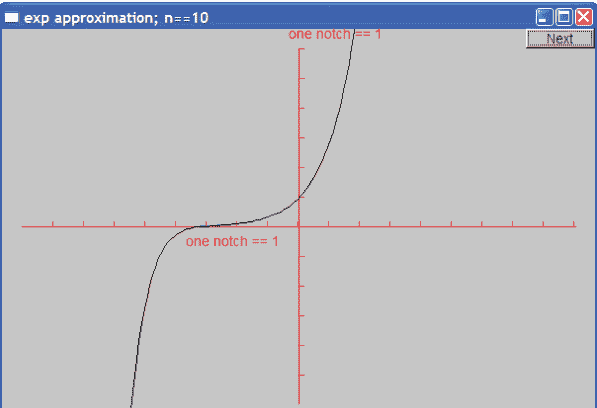 exp approximation; n==10
one notch == 1
Next
one notch == 1